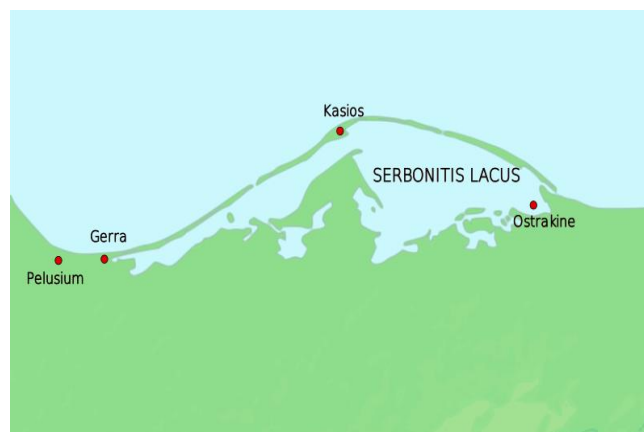 Kasios
SERBONITIS LACUS
Ostrakine
Gerra
Pelusium